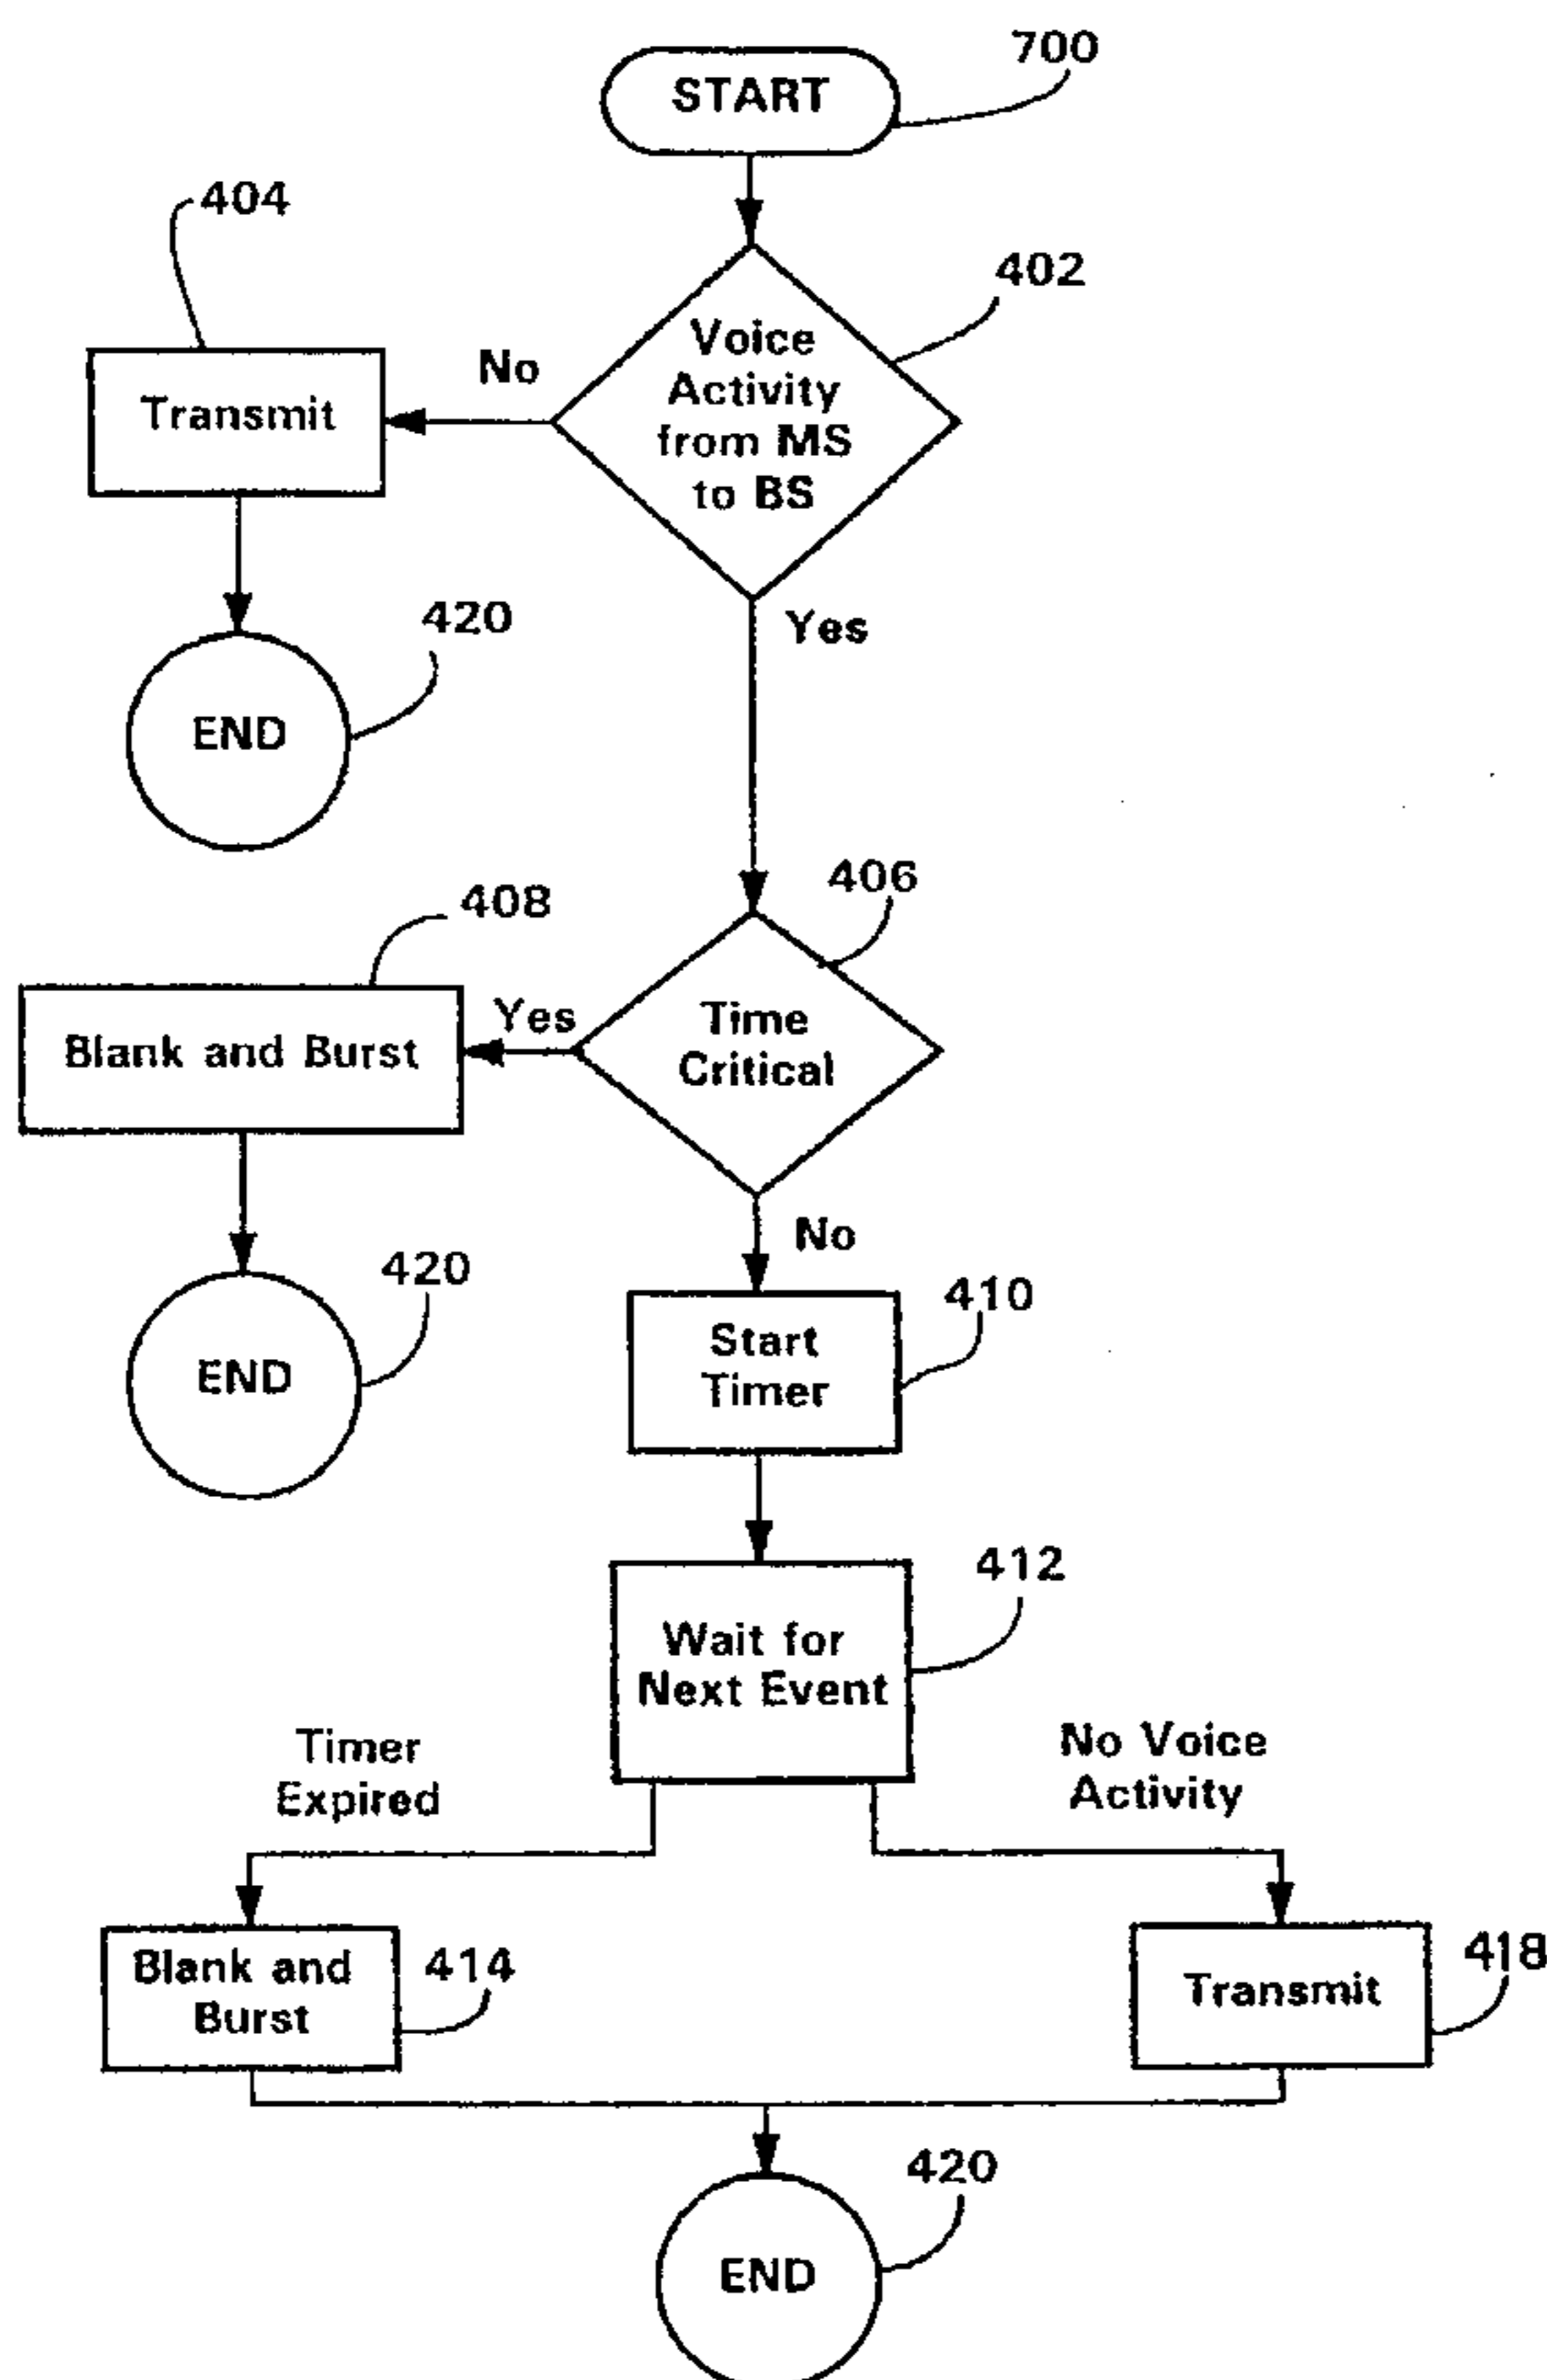 700
START
404
402
No
Voice
Activity
from MS
to BS
Transmit
Yes
420
END
406
408
Yes
Time
Critical
Blank and Burst
No
420
410
Start
Timer
END
412
Wait for
Next Event
Timer
Expired
No Voice
Activity
Blank and
Burst
414
418
Transmit
420
END